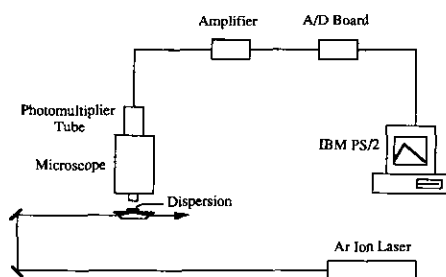 Amplifier
A/D Board
Photomultiplier
Tube
Microscope
IBM PS/2
Dispersion
Ar Ion Laser